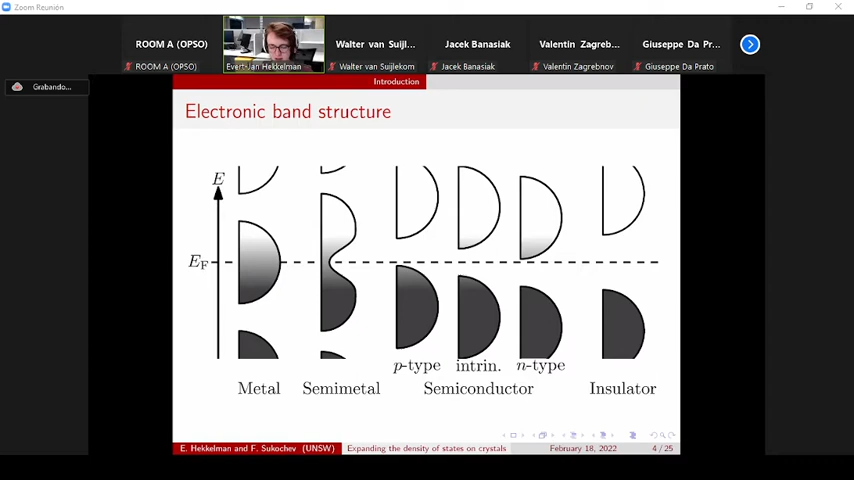 Zoom Reunión
ROOM A (OPSO)
Walter van Suijl...
Jacek Banasiak
Valentin Zagreb...
Giuseppe Da Pr...
ROOM A (OPSO)
Evert-Jan Hekkelman
Walter van Suijlekom
Jacek Banasiak
Valentin Zagrebnov
Giuseppe Da Prato
Grabando...
Introduction
Electronic band structure
E
E_F
p-type intrin. n-type
Metal Semimetal Semiconductor Insulator
E. Hekkelman and F. Sukochev (UNSW) Expanding the density of states on crystals February 18, 2022 4 / 25